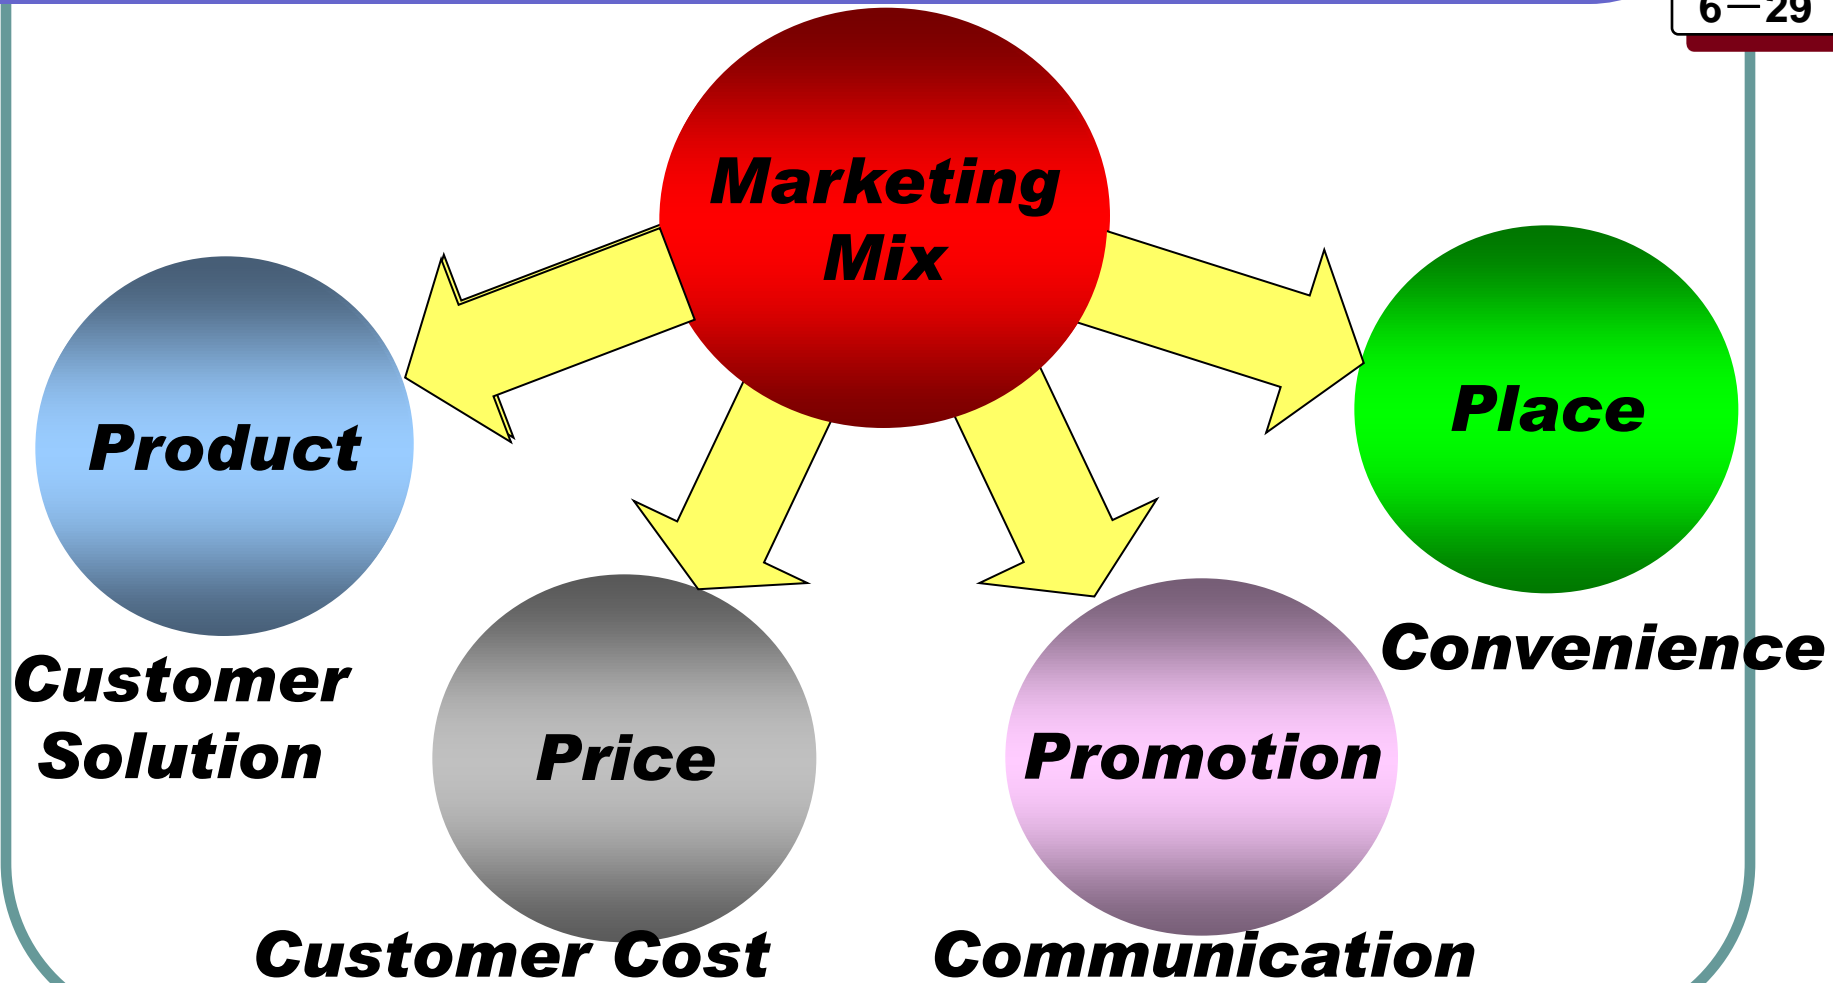 6—29
Marketing
Mix
Product
Place
Customer
Solution
Convenience
Price
Promotion
Customer Cost
Communication